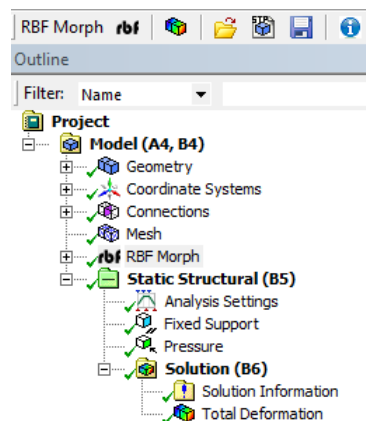 RBF Morph rbf STR
Outline
Filter: Name
Project
Model (A4, B4)
Geometry
Coordinate Systems
Connections
Mesh
rbf RBF Morph
Static Structural (B5)
Analysis Settings
Fixed Support
Pressure
Solution (B6)
Solution Information
Total Deformation